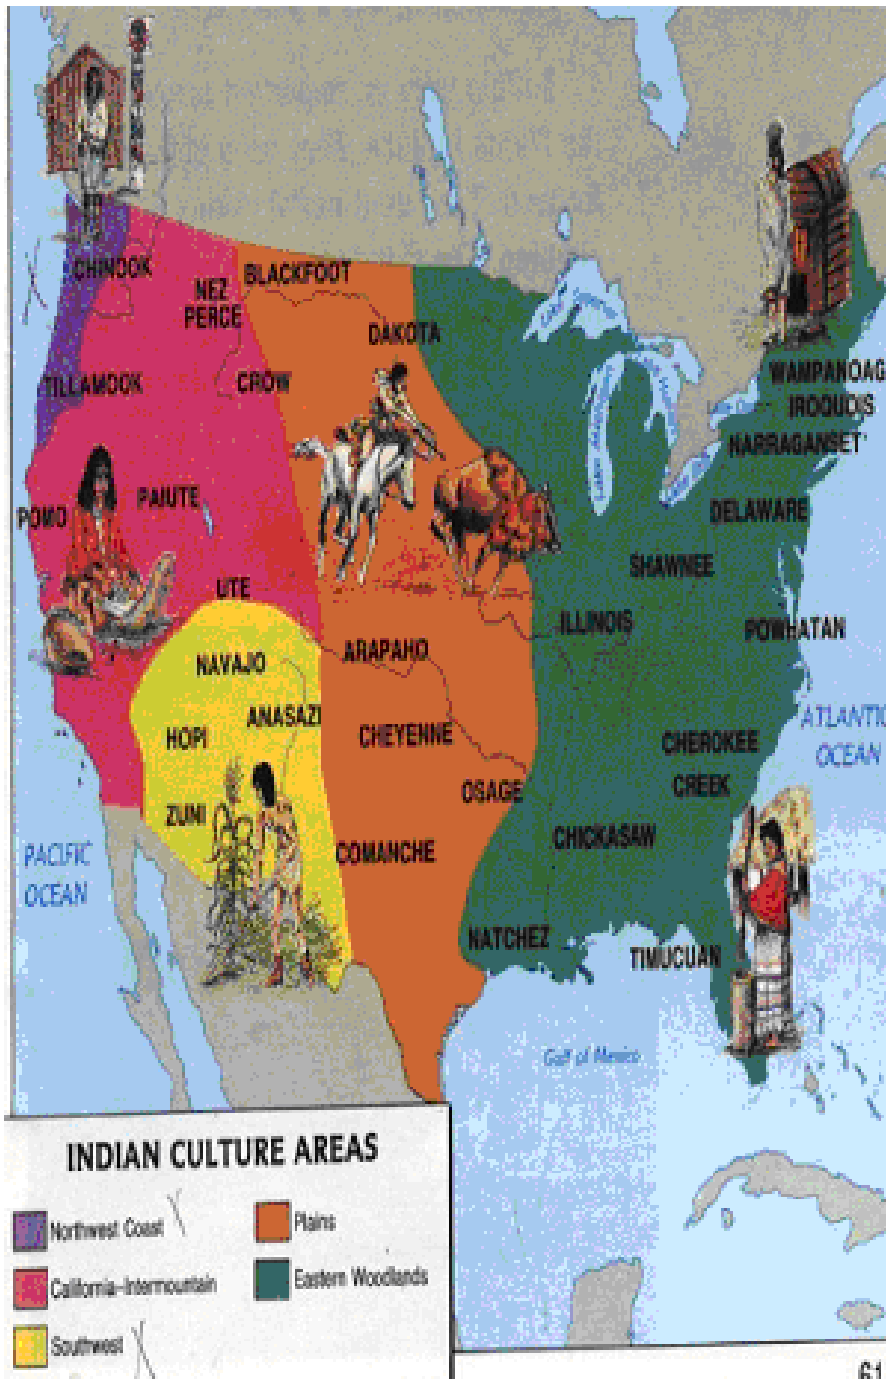 CHINOOK
BLACKFOOT
NEZ
PERCE
DAKOTA
TILLAMOOK
CROW
WAMPANOAG
IROQUOIS
NARRAGANSET
POMO
PAIUTE
DELAWARE
SHAWNEE
UTE
ILLINOIS
POWHATAN
NAVAJO
ARAPAHO
ANASAZI
HOPI
CHEYENNE
CHEROKEE
CREEK
ATLANTIC
OCEAN
OSAGE
ZUNI
COMANCHE
CHICKASAW
PACIFIC
OCEAN
NATCHEZ
TIMUCUAN
Gulf of Mexico
INDIAN CULTURE AREAS
Northwest Coast
California-Intermountain
Southwest
Plains
Eastern Woodlands
61